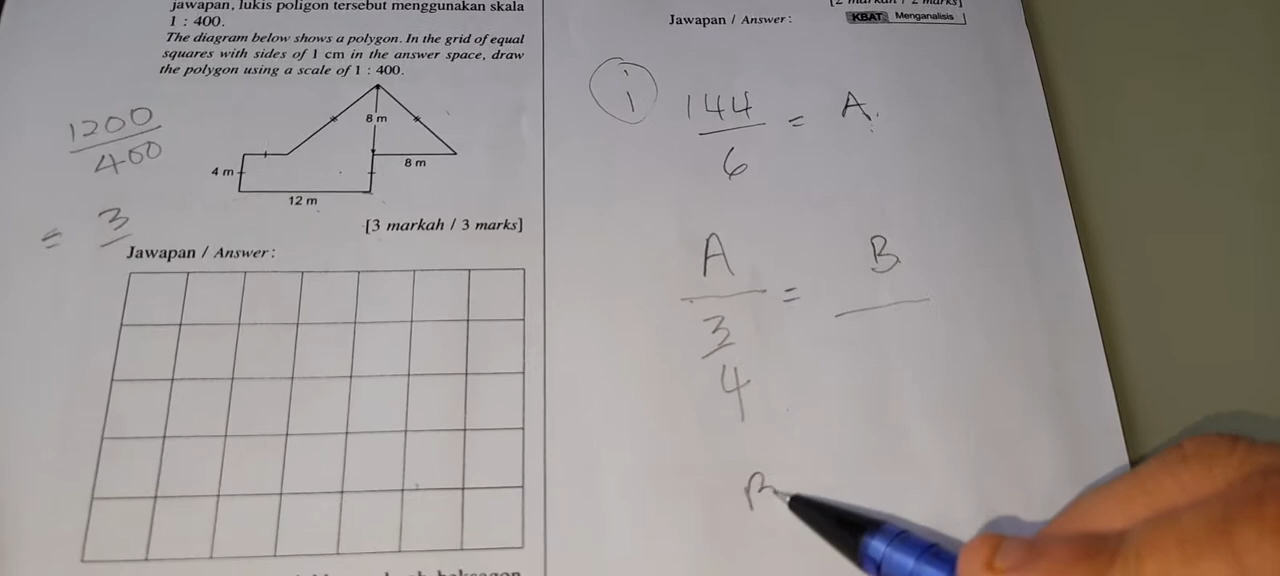 jawapan, lukis poligon tersebut menggunakan skala
1 : 400.
The diagram below shows a polygon. In the grid of equal
squares with sides of 1 cm in the answer space, draw
the polygon using a scale of 1 : 400.
1200
400
= 3
8 m
4 m
8 m
12 m
[3 markah / 3 marks]
Jawapan / Answer :
Jawapan / Answer :
KBAT Menganalisis
i
144
6
= A.
A
3
4
= B
B